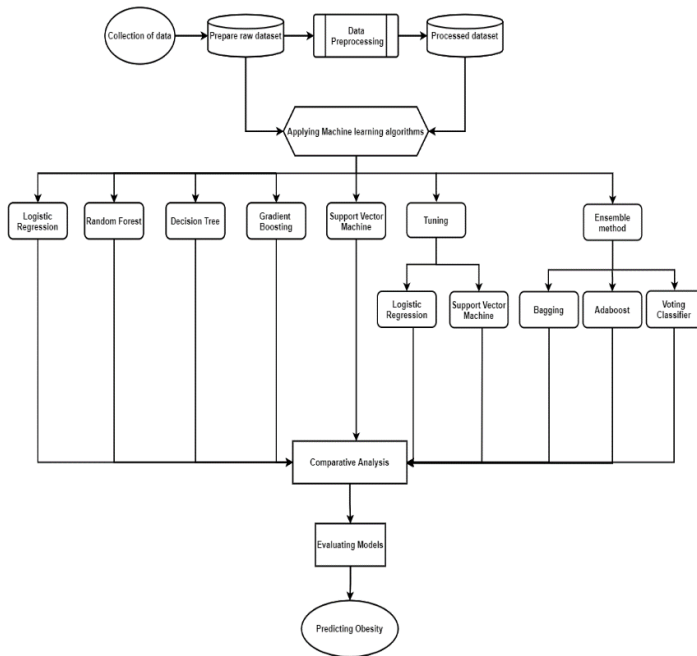 Collection of data
Prepare raw dataset
Data
Preprocessing
Processed dataset
Applying Machine learning algorithms
Logistic
Regression
Random Forest
Decision Tree
Gradient
Boosting
Support Vector
Machine
Tuning
Ensemble
method
Logistic
Regression
Support Vector
Machine
Bagging
Adaboost
Voting
Classifier
Comparative Analysis
Evaluating Models
Predicting Obesity